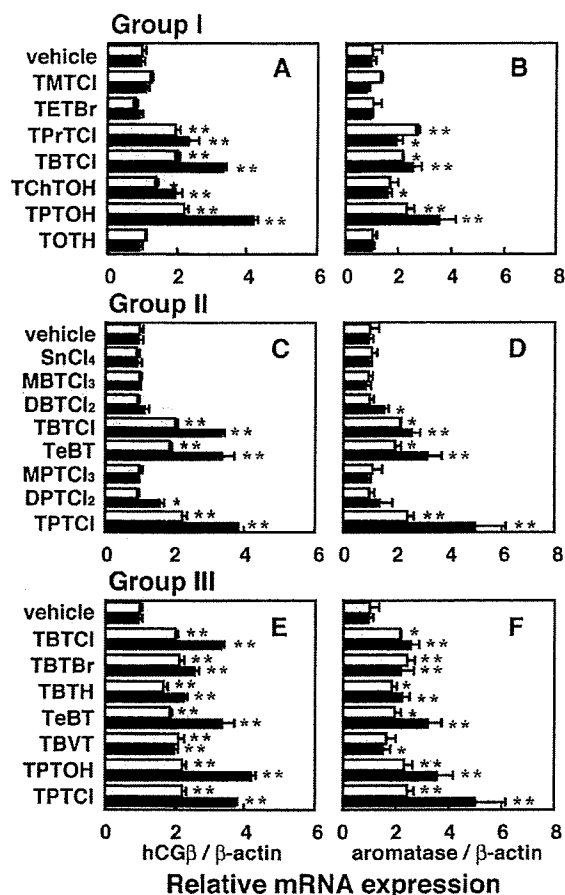 Group I
A
B
vehicle
TMTCl
TETBr
TPrTCl
** 
**
**
*
TBTCl
**
**
*
**
TChTOH
*
**
*
TPTOH
**
**
**
**
TOTH
0 2 4 6
0 2 4 6 8
Group II
C
D
vehicle
SnCl₄
MBTCl₃
DBTCl₂
*
TBTCl
**
**
*
**
TeBT
**
**
*
**
MPTCl₃
DPTCl₂
*
TPTCl
**
**
**
**
0 2 4 6
0 2 4 6 8
Group III
E
F
vehicle
TBTCl
**
**
*
**
TBTBr
**
**
**
**
TBTH
**
**
*
**
TeBT
**
**
*
**
TBVT
**
**
*
TPTOH
**
**
**
**
TPTCl
**
**
**
**
0 2 4 6
0 2 4 6 8
hCGβ / β-actin
aromatase / β-actin
Relative mRNA expression